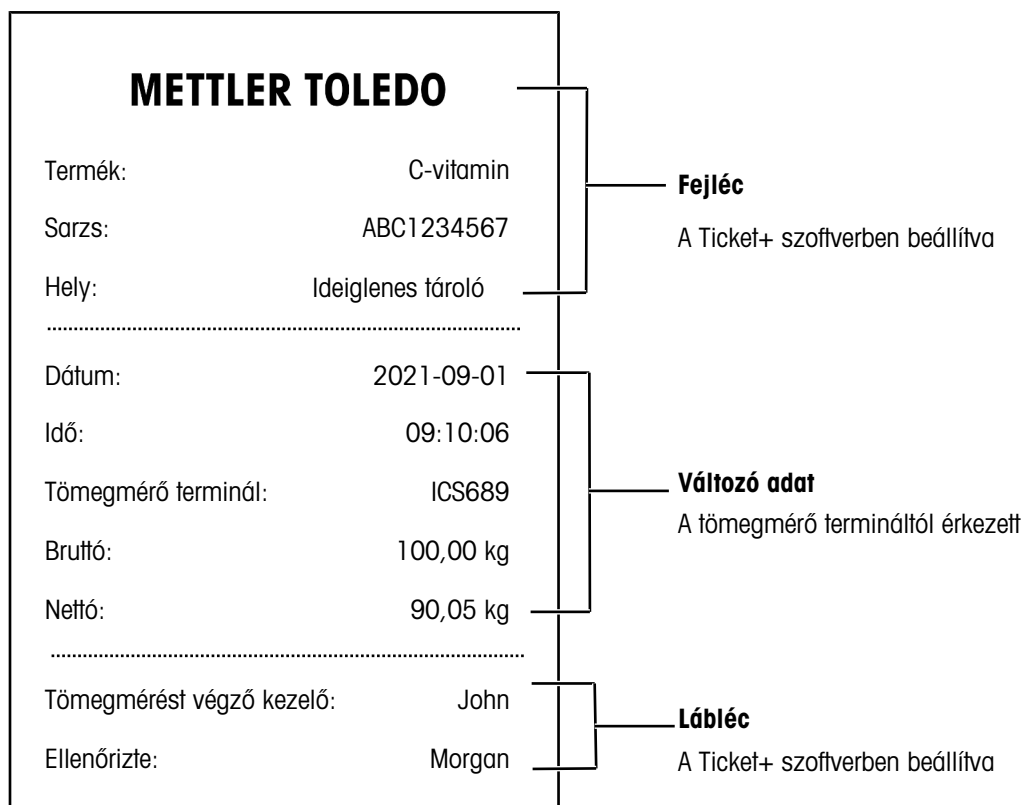 METTLER TOLEDO
Termék: C-vitamin
Sarzs: ABC1234567
Hely: Ideiglenes tároló
Fejléc
A Ticket+ szoftverben beállítva
Dátum: 2021-09-01
Idő: 09:10:06
Tömegmérő terminál: ICS689
Bruttó: 100,00 kg
Nettó: 90,05 kg
Változó adat
A tömegmérő termináltól érkezett
Tömegmérést végző kezelő: John
Ellenőrizte: Morgan
Lábléc
A Ticket+ szoftverben beállítva